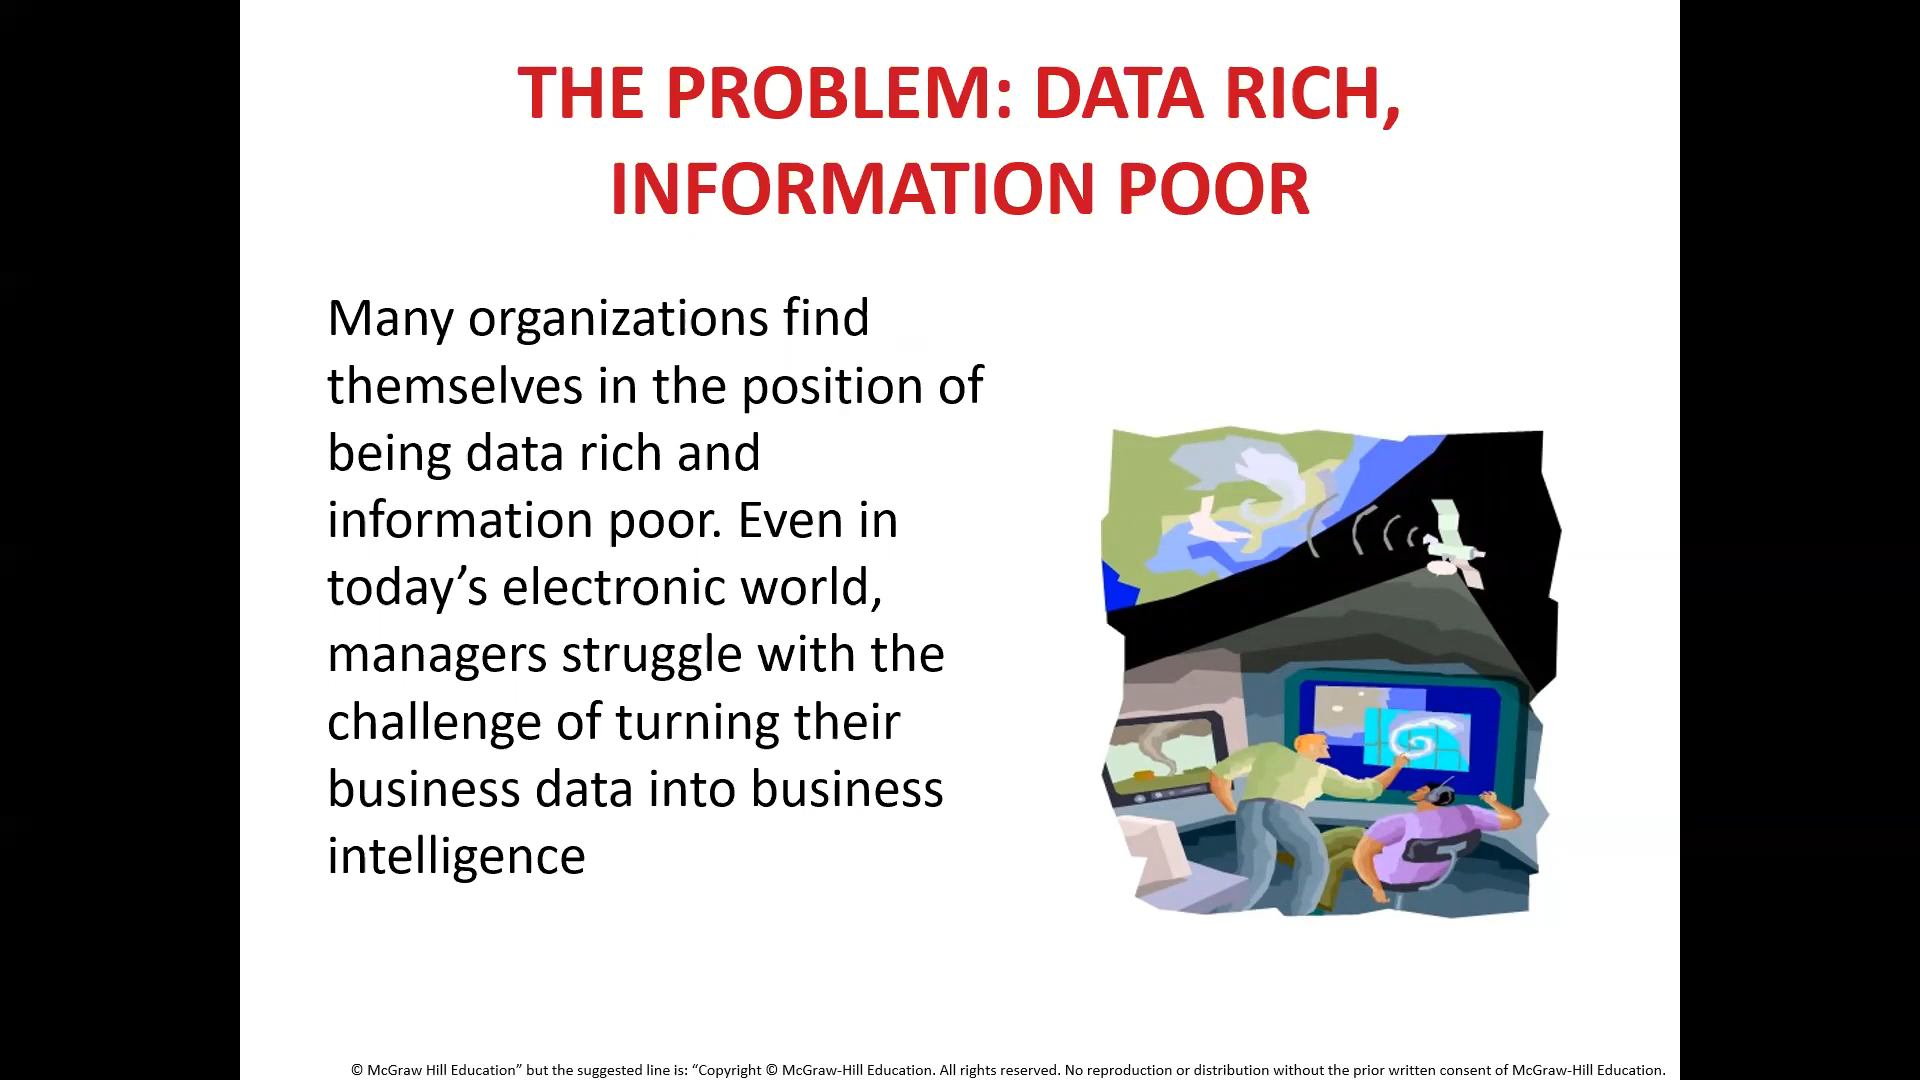 THE PROBLEM: DATA RICH,
INFORMATION POOR
Many organizations find
themselves in the position of
being data rich and
information poor. Even in
today’s electronic world,
managers struggle with the
challenge of turning their
business data into business
intelligence
© McGraw Hill Education” but the suggested line is: “Copyright © McGraw-Hill Education. All rights reserved. No reproduction or distribution without the prior written consent of McGraw-Hill Education.